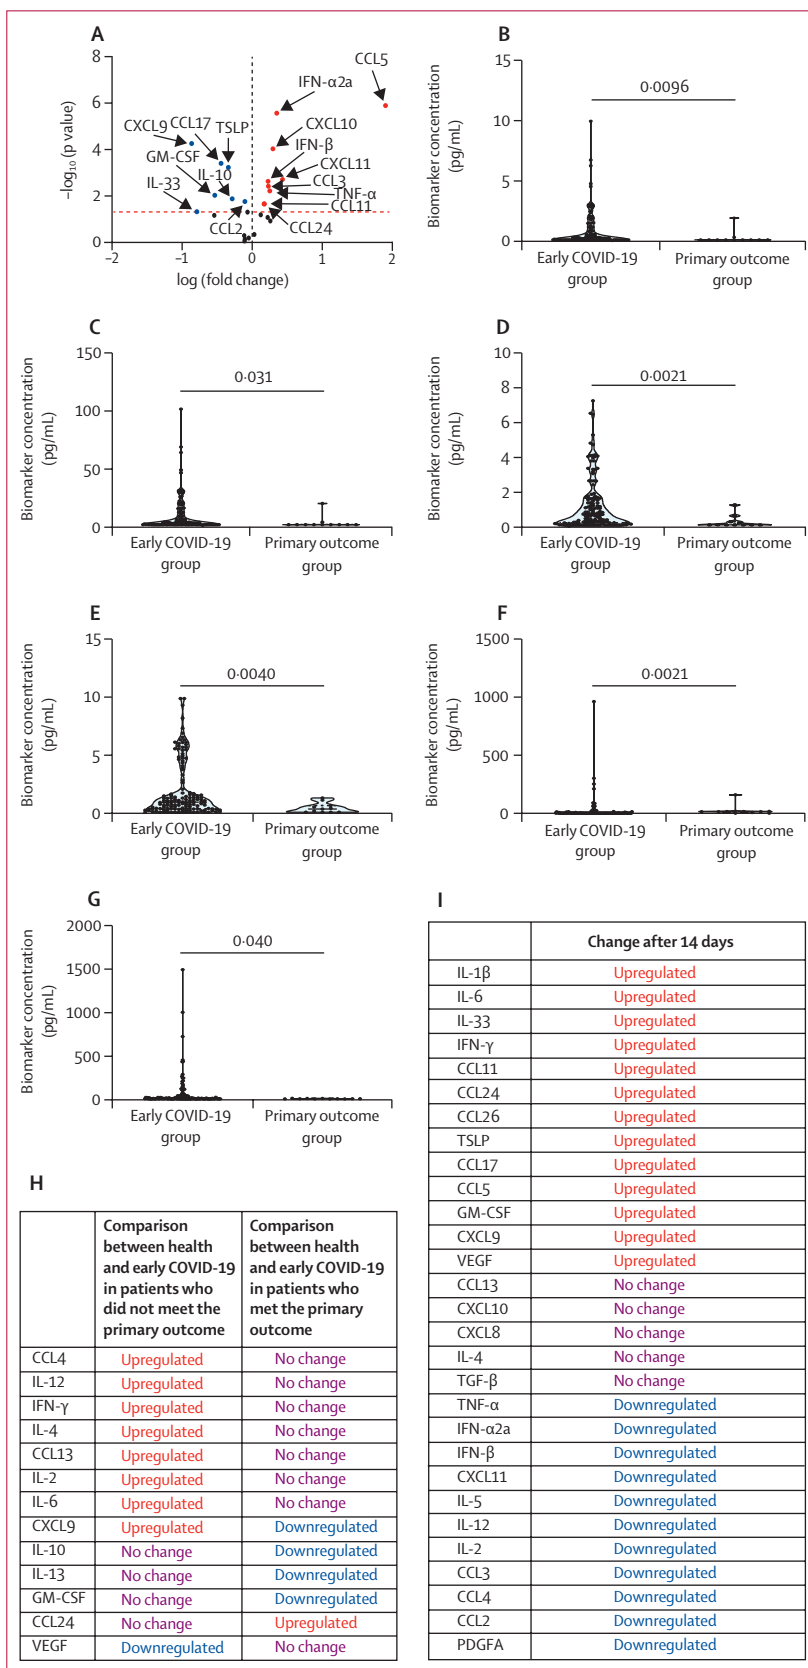 A
8
6
4
2
0
−log₁₀ (p value)
−2
−1
0
1
2
log (fold change)
CCL5
IFN-α2a
CXCL9
CCL17
TSLP
CXCL10
GM-CSF
IFN-β
IL-10
CXCL11
IL-33
CCL3
TNF-α
CCL11
CCL2
CCL24
B
15
10
5
0
Biomarker concentration
(pg/mL)
0·0096
Early COVID-19
group
Primary outcome
group
C
150
100
50
0
Biomarker concentration
(pg/mL)
0·031
Early COVID-19
group
Primary outcome
group
D
10
8
6
4
2
0
Biomarker concentration
(pg/mL)
0·0021
Early COVID-19
group
Primary outcome
group
E
15
10
5
0
Biomarker concentration
(pg/mL)
0·0040
Early COVID-19
group
Primary outcome
group
F
1500
1000
500
0
Biomarker concentration
(pg/mL)
0·0021
Early COVID-19
group
Primary outcome
group
G
2000
1500
1000
500
0
Biomarker concentration
(pg/mL)
0·040
Early COVID-19
group
Primary outcome
group
H
Comparison
between health
and early COVID-19
in patients who
did not meet the
primary outcome
Comparison
between health
and early COVID-19
in patients who
met the primary
outcome
CCL4 Upregulated No change
IL-12 Upregulated No change
IFN-γ Upregulated No change
IL-4 Upregulated No change
CCL13 Upregulated No change
IL-2 Upregulated No change
IL-6 Upregulated No change
CXCL9 Upregulated Downregulated
IL-10 No change Downregulated
IL-13 No change Downregulated
GM-CSF No change Downregulated
CCL24 No change Upregulated
VEGF Downregulated No change
I
Change after 14 days
IL-1β Upregulated
IL-6 Upregulated
IL-33 Upregulated
IFN-γ Upregulated
CCL11 Upregulated
CCL24 Upregulated
CCL26 Upregulated
TSLP Upregulated
CCL17 Upregulated
CCL5 Upregulated
GM-CSF Upregulated
CXCL9 Upregulated
VEGF Upregulated
CCL13 No change
CXCL10 No change
CXCL8 No change
IL-4 No change
TGF-β No change
TNF-α Downregulated
IFN-α2a Downregulated
IFN-β Downregulated
CXCL11 Downregulated
IL-5 Downregulated
IL-12 Downregulated
IL-2 Downregulated
CCL3 Downregulated
CCL4 Downregulated
CCL2 Downregulated
PDGFA Downregulated